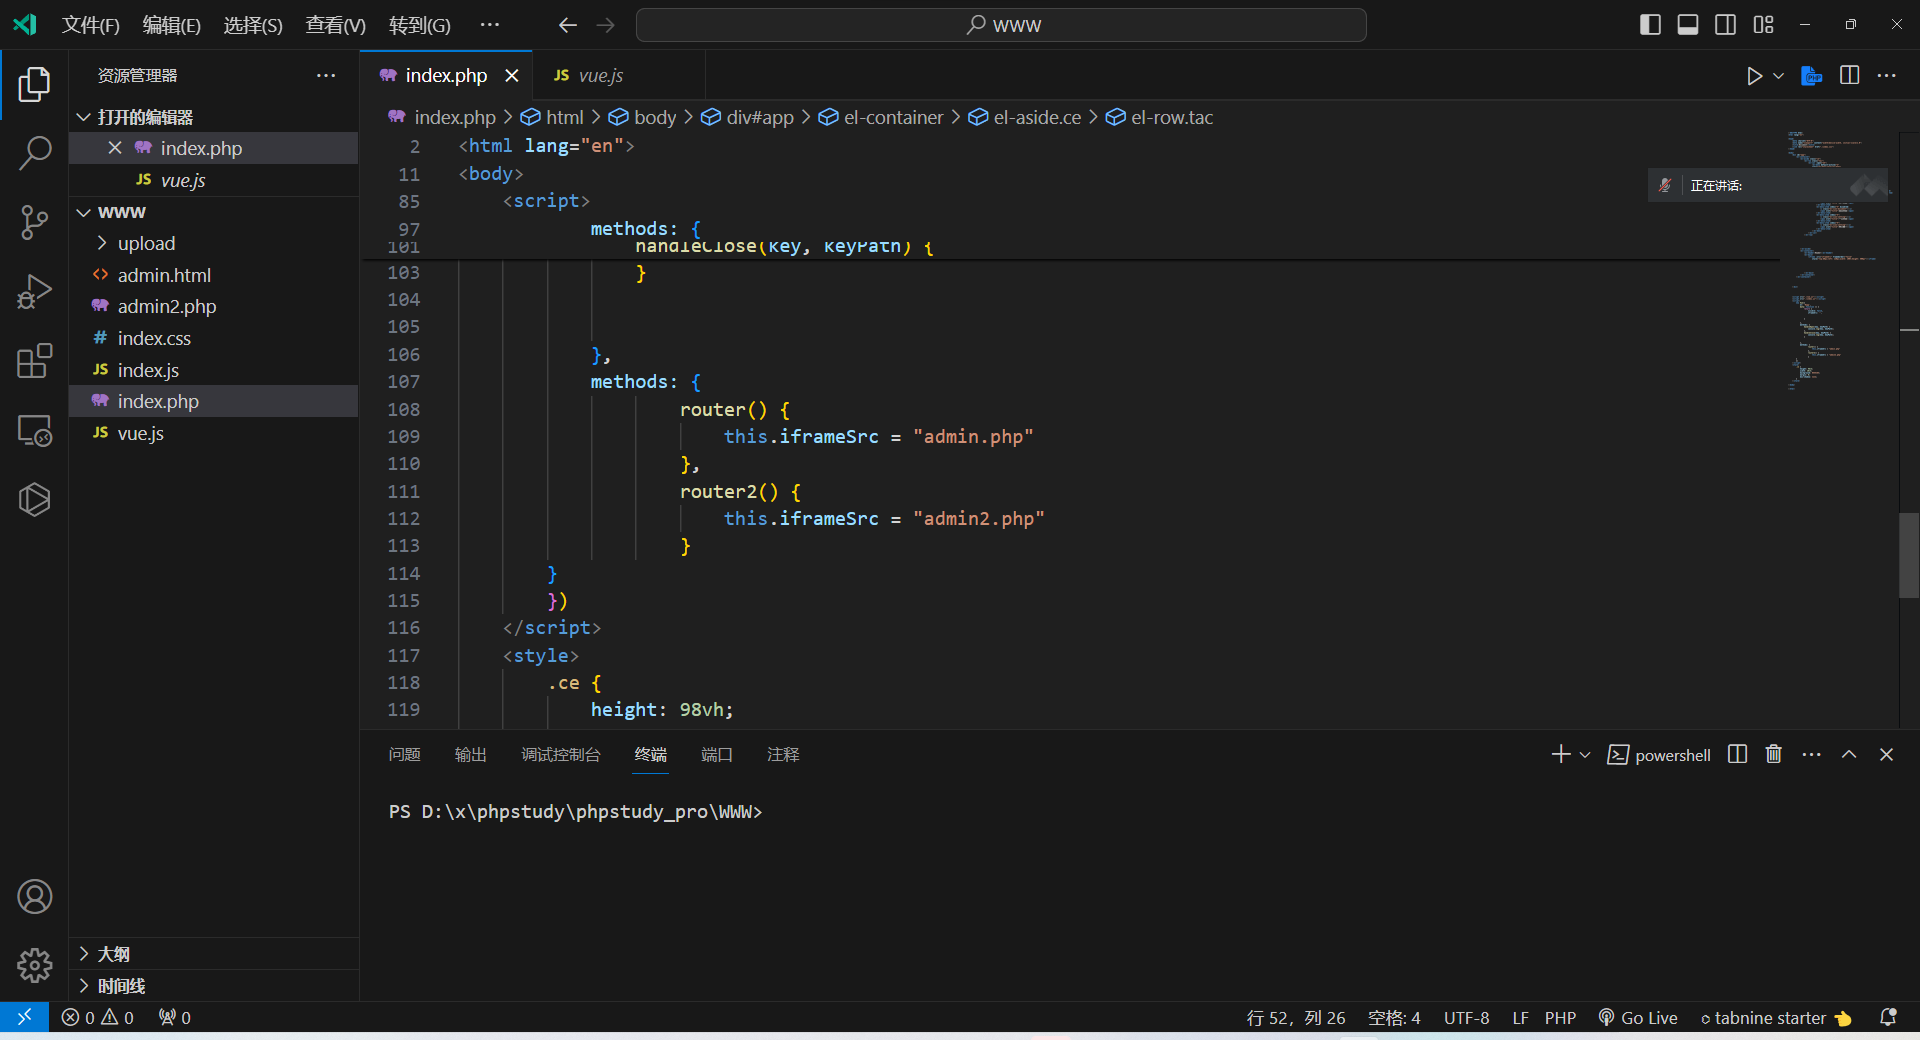 文件(F) 编辑(E) 选择(S) 查看(V) 转到(G) ··· WWW
资源管理器 ···
打开的编辑器
index.php
vue.js
WWW
upload
admin.html
admin2.php
index.css
index.js
index.php
vue.js
大纲
时间线
index.php JS vue.js
index.php > html > body > div#app > el-container > el-aside.ce > el-row.tac
2 <html lang="en">
11 <body>
85 <script>
97 methods: {
101 handleClose(key, keyPath) {
103 }
104
105
106 },
107 methods: {
108 router() {
109 this.iframeSrc = "admin.php"
110 },
111 router2() {
112 this.iframeSrc = "admin2.php"
113 }
114 }
115 })
116 </script>
117 <style>
118 .ce {
119 height: 98vh;
正在讲话:
问题 输出 调试控制台 终端 端口 注释 powershell
PS D:\x\phpstudy\phpstudy_pro\WWW>
0 0 0 行 52，列 26 空格: 4 UTF-8 LF PHP Go Live tabnine starter